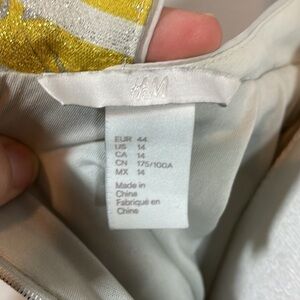 H&M
EUR 44
US 14
CA 14
CN 175/100A
MX 14
Made in
China
Fabriqué en
Chine